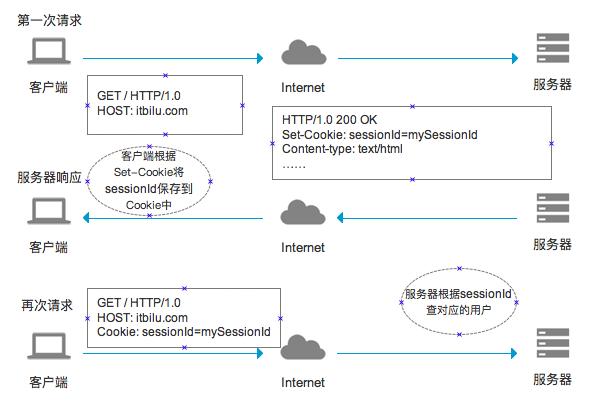 第一次请求
客户端
Internet
服务器
GET / HTTP/1.0
HOST: itbilu.com
HTTP/1.0 200 OK
Set-Cookie: sessionId=mySessionId
Content-type: text/html
……
服务器响应
客户端根据
Set-Cookie将
sessionId保存到
Cookie中
客户端
Internet
服务器
再次请求
GET / HTTP/1.0
HOST: itbilu.com
Cookie: sessionId=mySessionId
服务器根据sessionId
查对应的用户
客户端
Internet
服务器